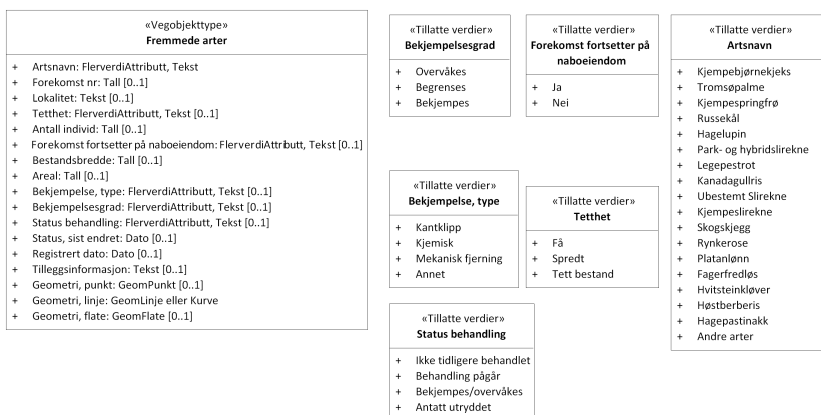 «Vegobjekttype»
Fremmede arter
+ Artsnavn: FlerverdiAttributt, Tekst
+ Forekomst nr: Tall [0..1]
+ Lokalitet: Tekst [0..1]
+ Tetthet: FlerverdiAttributt, Tekst [0..1]
+ Antall individ: Tall [0..1]
+ Forekomst fortsetter på naboeiendom: FlerverdiAttributt, Tekst [0..1]
+ Bestandsbredde: Tall [0..1]
+ Areal: Tall [0..1]
+ Bekjempelse, type: FlerverdiAttributt, Tekst [0..1]
+ Bekjempelsesgrad: FlerverdiAttributt, Tekst [0..1]
+ Status behandling: FlerverdiAttributt, Tekst [0..1]
+ Status, sist endret: Dato [0..1]
+ Registrert dato: Dato [0..1]
+ Tilleggsinformasjon: Tekst [0..1]
+ Geometri, punkt: GeomPunkt [0..1]
+ Geometri, linje: GeomLinje eller Kurve
+ Geometri, flate: GeomFlate [0..1]
«Tillatte verdier»
Bekjempelsesgrad
+ Overvåkes
+ Begrenses
+ Bekjempes
«Tillatte verdier»
Forekomst fortsetter på
naboeiendom
+ Ja
+ Nei
«Tillatte verdier»
Bekjempelse, type
+ Kantklipp
+ Kjemisk
+ Mekanisk fjerning
+ Annet
«Tillatte verdier»
Tetthet
+ Få
+ Spredt
+ Tett bestand
«Tillatte verdier»
Status behandling
+ Ikke tidligere behandlet
+ Behandling pågår
+ Bekjempes/overvåkes
+ Antatt utryddet
«Tillatte verdier»
Artsnavn
+ Kjempebjørnekjeks
+ Tromsøpalme
+ Kjempespringfrø
+ Russekål
+ Hagelupin
+ Park- og hybridslirekne
+ Legepestrot
+ Kanadagullris
+ Ubestemt Slirekne
+ Kjempeslirekne
+ Skogskjegg
+ Rynkerose
+ Platanlønn
+ Fagerfredløs
+ Hvitsteinkløver
+ Høstberberis
+ Hagepastinakk
+ Andre arter